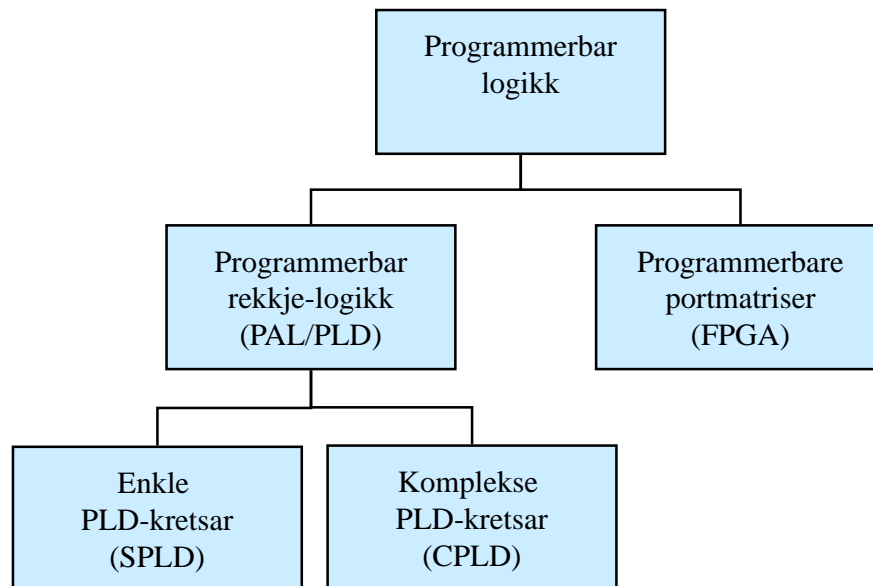 Programmerbar
logikk
Programmerbar
rekkje-logikk
(PAL/PLD)
Programmerbare
portmatriser
(FPGA)
Enkle
PLD-kretsar
(SPLD)
Komplekse
PLD-kretsar
(CPLD)